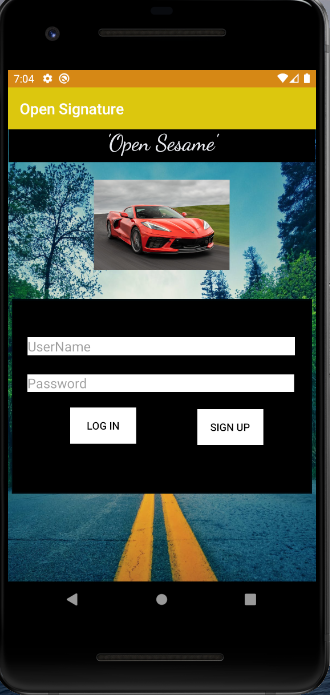 7:04
Open Signature
'Open Sesame'
UserName
Password
LOG IN
SIGN UP